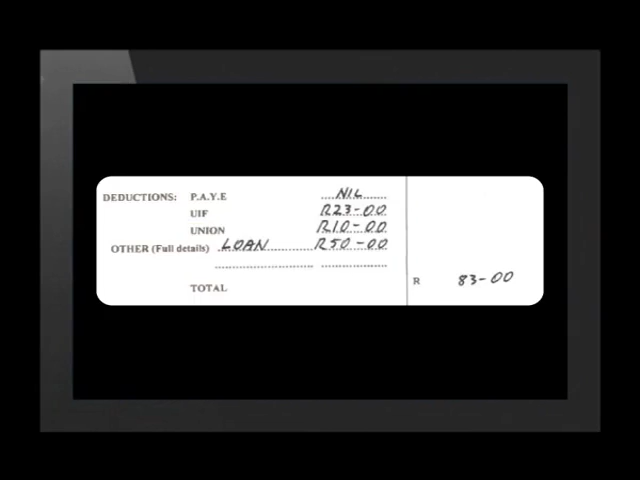 DEDUCTIONS: P.A.Y.E NIL
UIF R23-00
UNION R10-00
OTHER (Full details) LOAN R50-00
TOTAL R 83-00